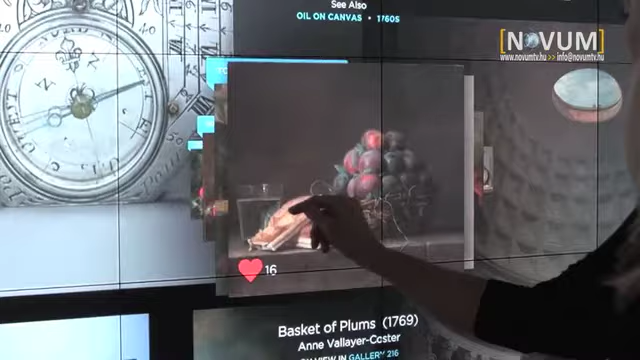 See Also
OIL ON CANVAS • 1760S
[NOVUM]
www.novumtv.hu >> info@novumtv.hu
16
Basket of Plums (1769)
Anne Vallayer-Coster
VIEW IN GALLERY 216